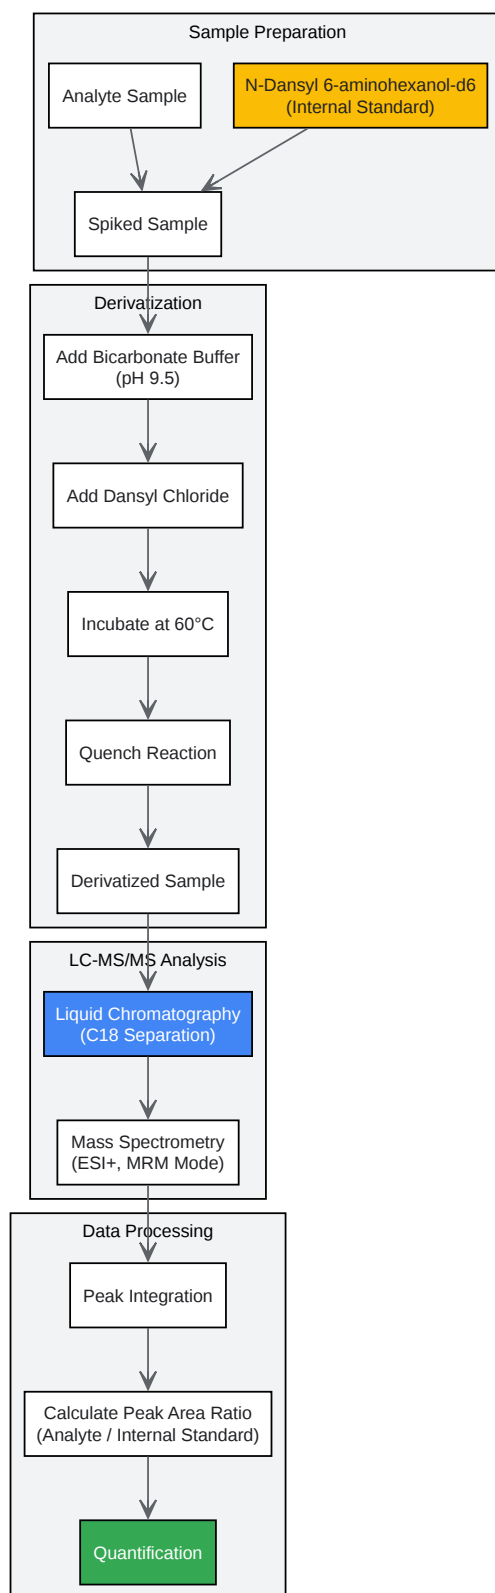 Sample Preparation
Analyte Sample
N-Dansyl 6-aminohexanol-d6
(Internal Standard)
Spiked Sample
Derivatization
Add Bicarbonate Buffer
(pH 9.5)
Add Dansyl Chloride
Incubate at 60°C
Quench Reaction
Derivatized Sample
LC-MS/MS Analysis
Liquid Chromatography
(C18 Separation)
Mass Spectrometry
(ESI+, MRM Mode)
Data Processing
Peak Integration
Calculate Peak Area Ratio
(Analyte / Internal Standard)
Quantification